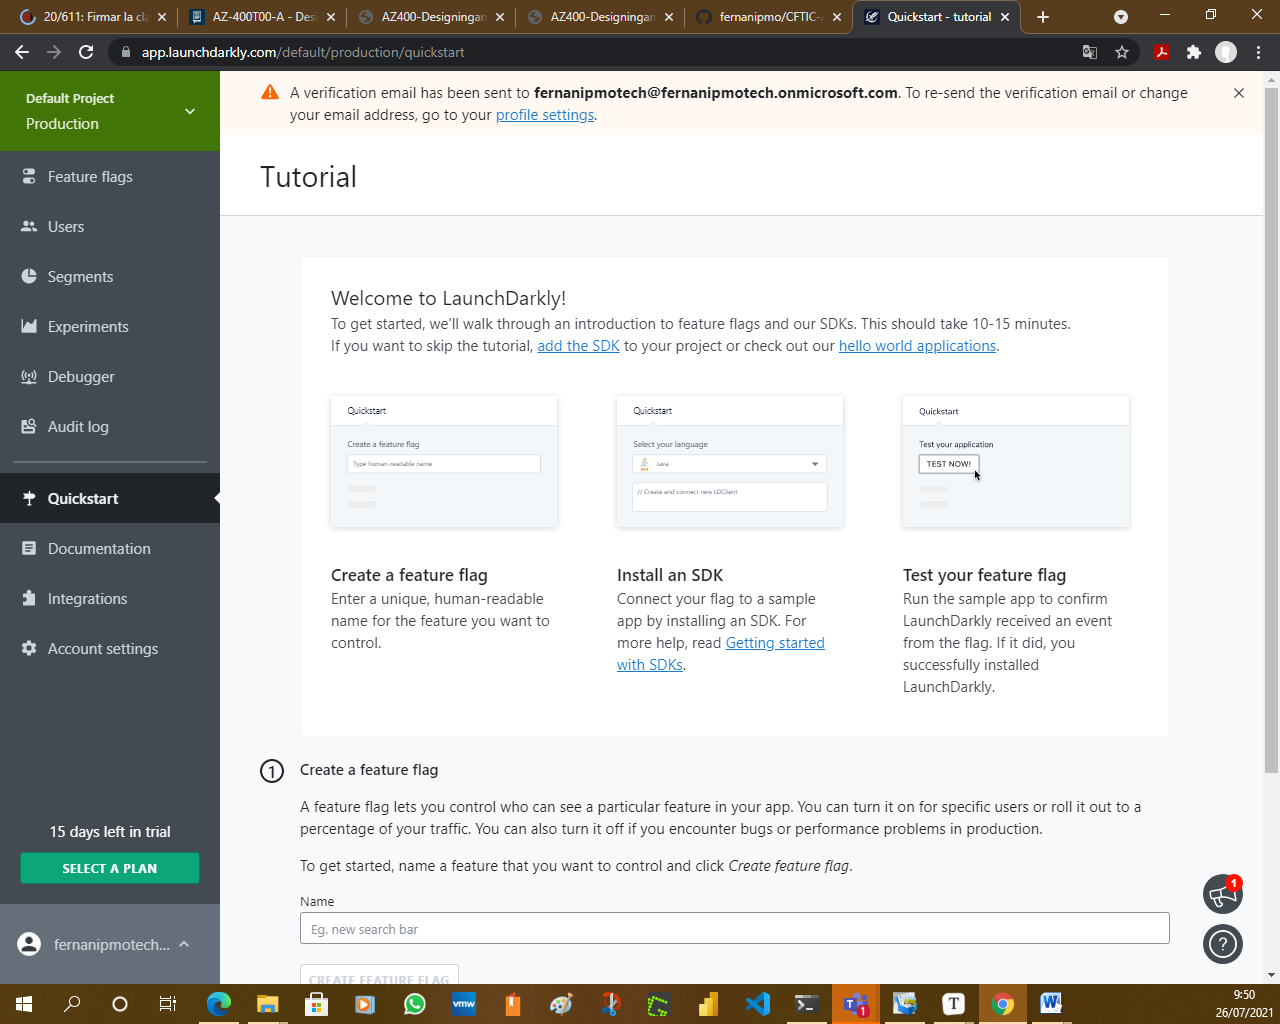 20/611: Firmar la cla
AZ-400T00-A - Des
AZ400-Designingan
AZ400-Designingan
fernanipmo/CFTIC-
Quickstart - tutorial
app.launchdarkly.com/default/production/quickstart
Default Project
Production
Feature flags
Users
Segments
Experiments
Debugger
Audit log
Quickstart
Documentation
Integrations
Account settings
15 days left in trial
SELECT A PLAN
fernanipmotech...
A verification email has been sent to fernanipmotech@fernanipmotech.onmicrosoft.com. To re-send the verification email or change
your email address, go to your profile settings.
Tutorial
Welcome to LaunchDarkly!
To get started, we'll walk through an introduction to feature flags and our SDKs. This should take 10-15 minutes.
If you want to skip the tutorial, add the SDK to your project or check out our hello world applications.
Quickstart
Create a feature flag
Type human-readable name
Quickstart
Select your language
Java
// Create and connect new LDClient
Quickstart
Test your application
TEST NOW!
Create a feature flag
Enter a unique, human-readable
name for the feature you want to
control.
Install an SDK
Connect your flag to a sample
app by installing an SDK. For
more help, read Getting started
with SDKs.
Test your feature flag
Run the sample app to confirm
LaunchDarkly received an event
from the flag. If it did, you
successfully installed
LaunchDarkly.
1 Create a feature flag
A feature flag lets you control who can see a particular feature in your app. You can turn it on for specific users or roll it out to a
percentage of your traffic. You can also turn it off if you encounter bugs or performance problems in production.
To get started, name a feature that you want to control and click Create feature flag.
Name
Eg. new search bar
CREATE FEATURE FLAG
1
?
vmw
1
T
W
9:50
26/07/2021